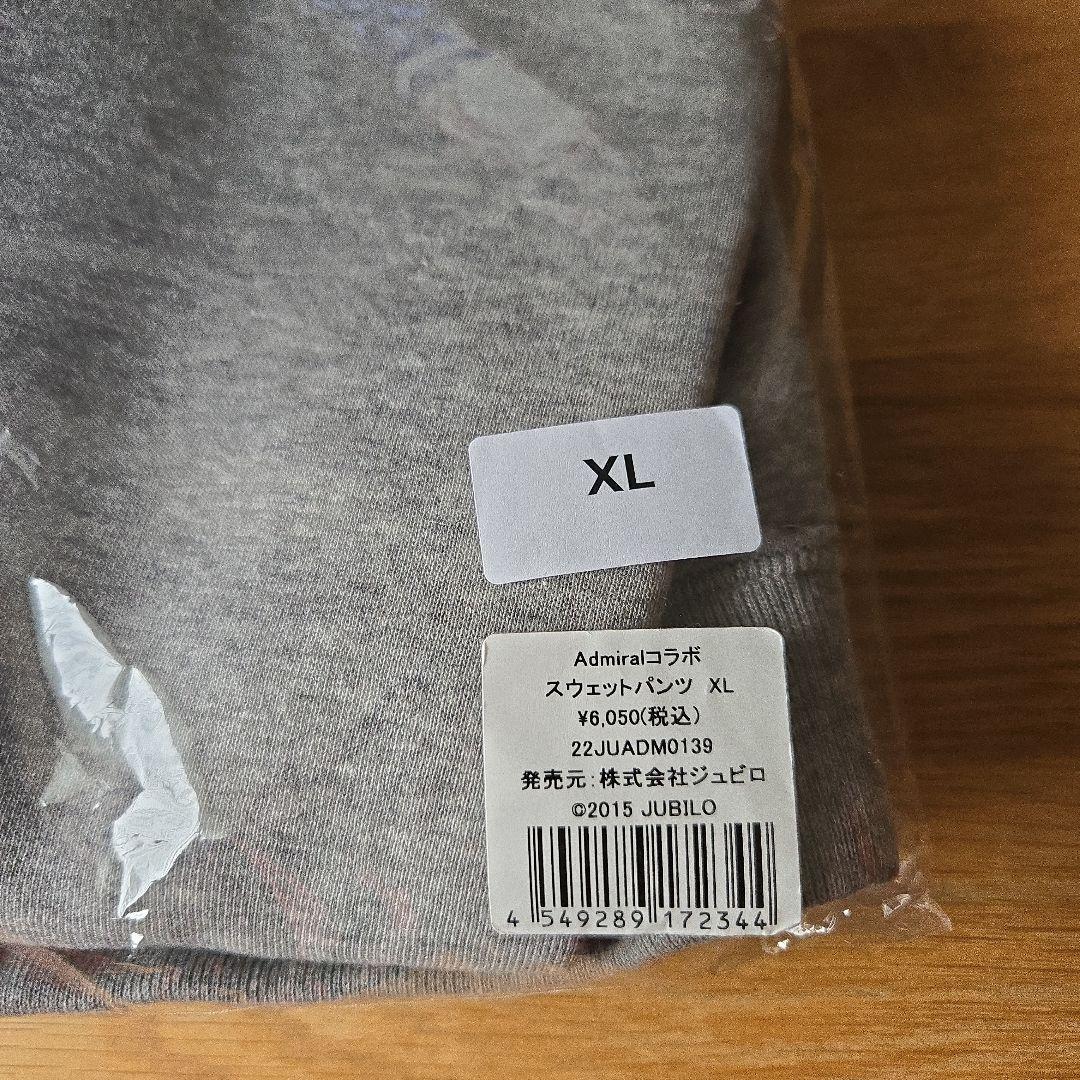 XL
Admiralコラボ
スウェットパンツ XL
¥6,050(税込)
22JUADM0139
発売元:株式会社ジュビロ
©2015 JUBILO
4 549289 172344